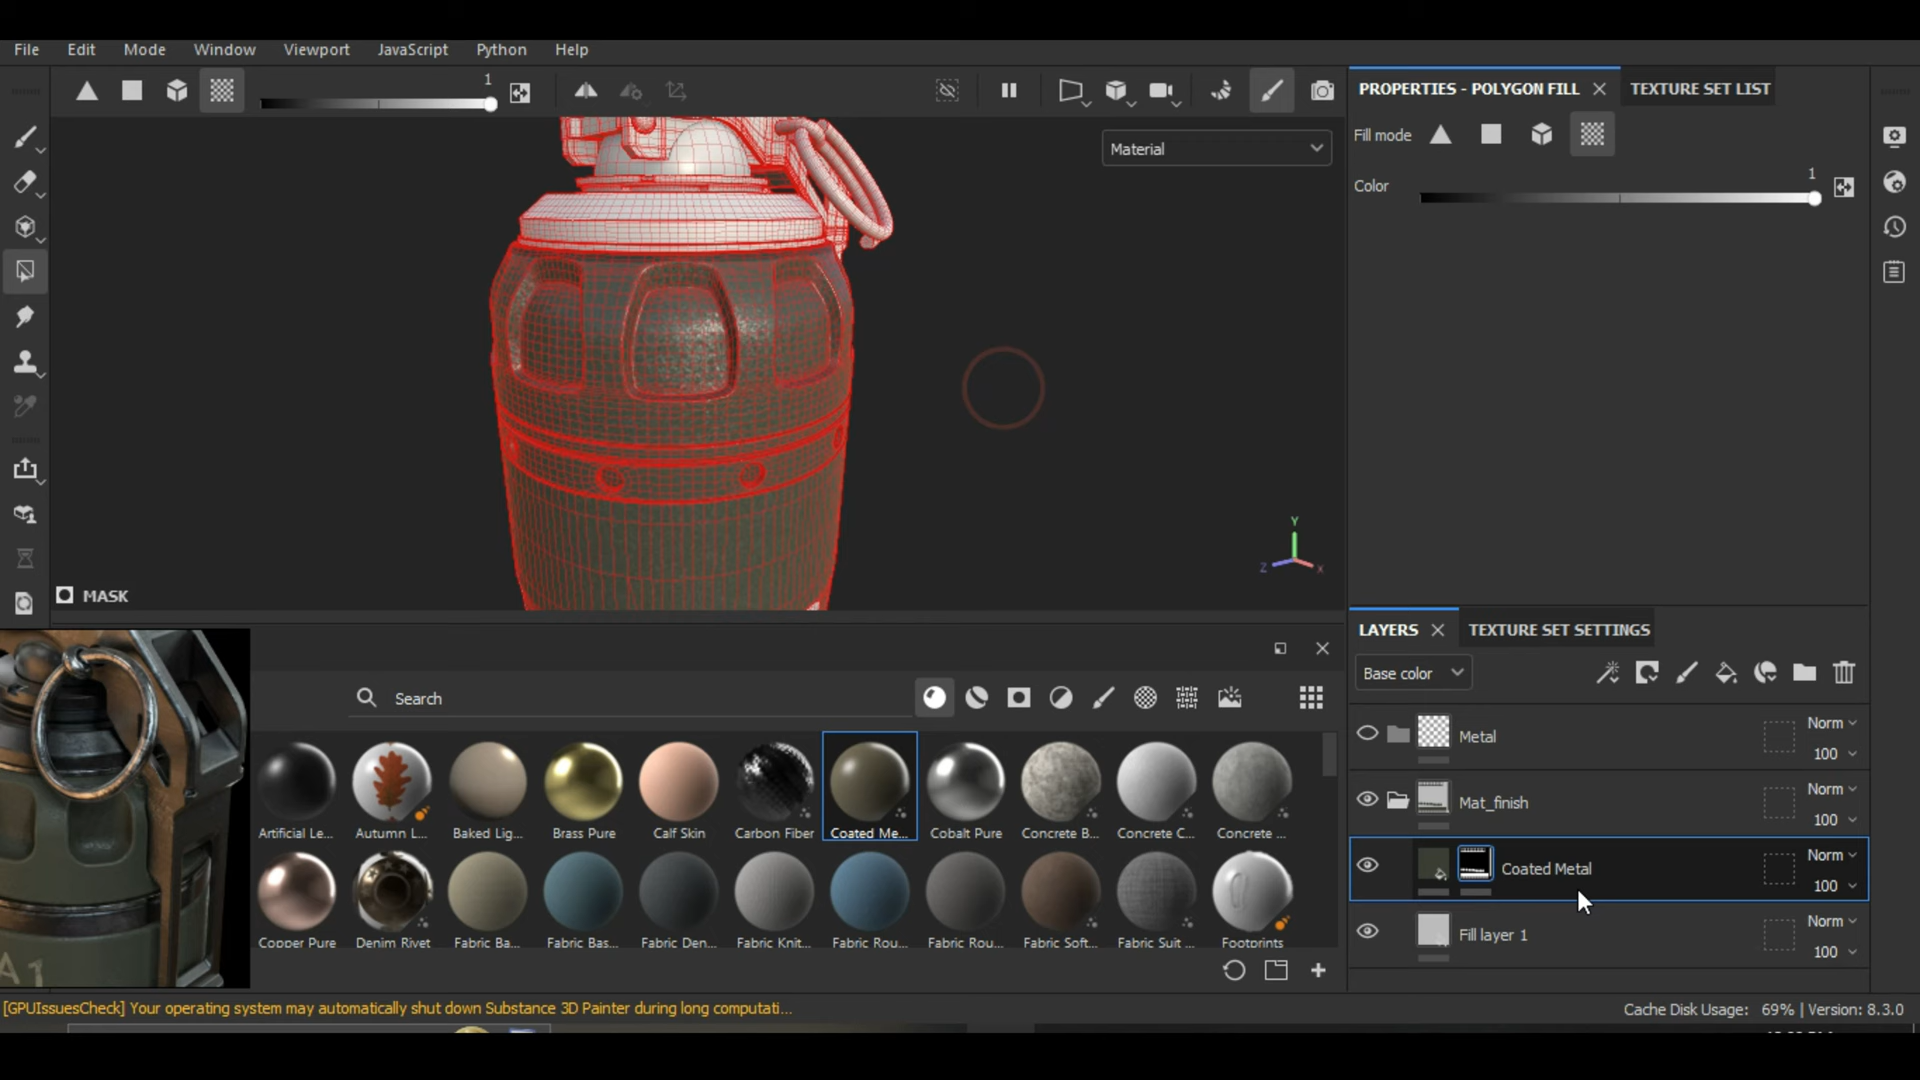 File Edit Mode Window Viewport JavaScript Python Help
1
PROPERTIES - POLYGON FILL
TEXTURE SET LIST
Fill mode
Material
1
Color
Y
Z X
MASK
LAYERS
TEXTURE SET SETTINGS
Base color
Search
Metal
Norm
100
Mat_finish
Norm
100
Coated Metal
Norm
100
Fill layer 1
Norm
100
Artificial Le... Autumn L... Baked Lig... Brass Pure Calf Skin Carbon Fiber Coated Me... Cobalt Pure Concrete B... Concrete C... Concrete ...
Copper Pure Denim Rivet Fabric Ba... Fabric Bas... Fabric Den... Fabric Knit... Fabric Rou... Fabric Rou... Fabric Soft... Fabric Suit ... Footprints
A1
[GPUIssuesCheck] Your operating system may automatically shut down Substance 3D Painter during long computati...
Cache Disk Usage: 69% | Version: 8.3.0